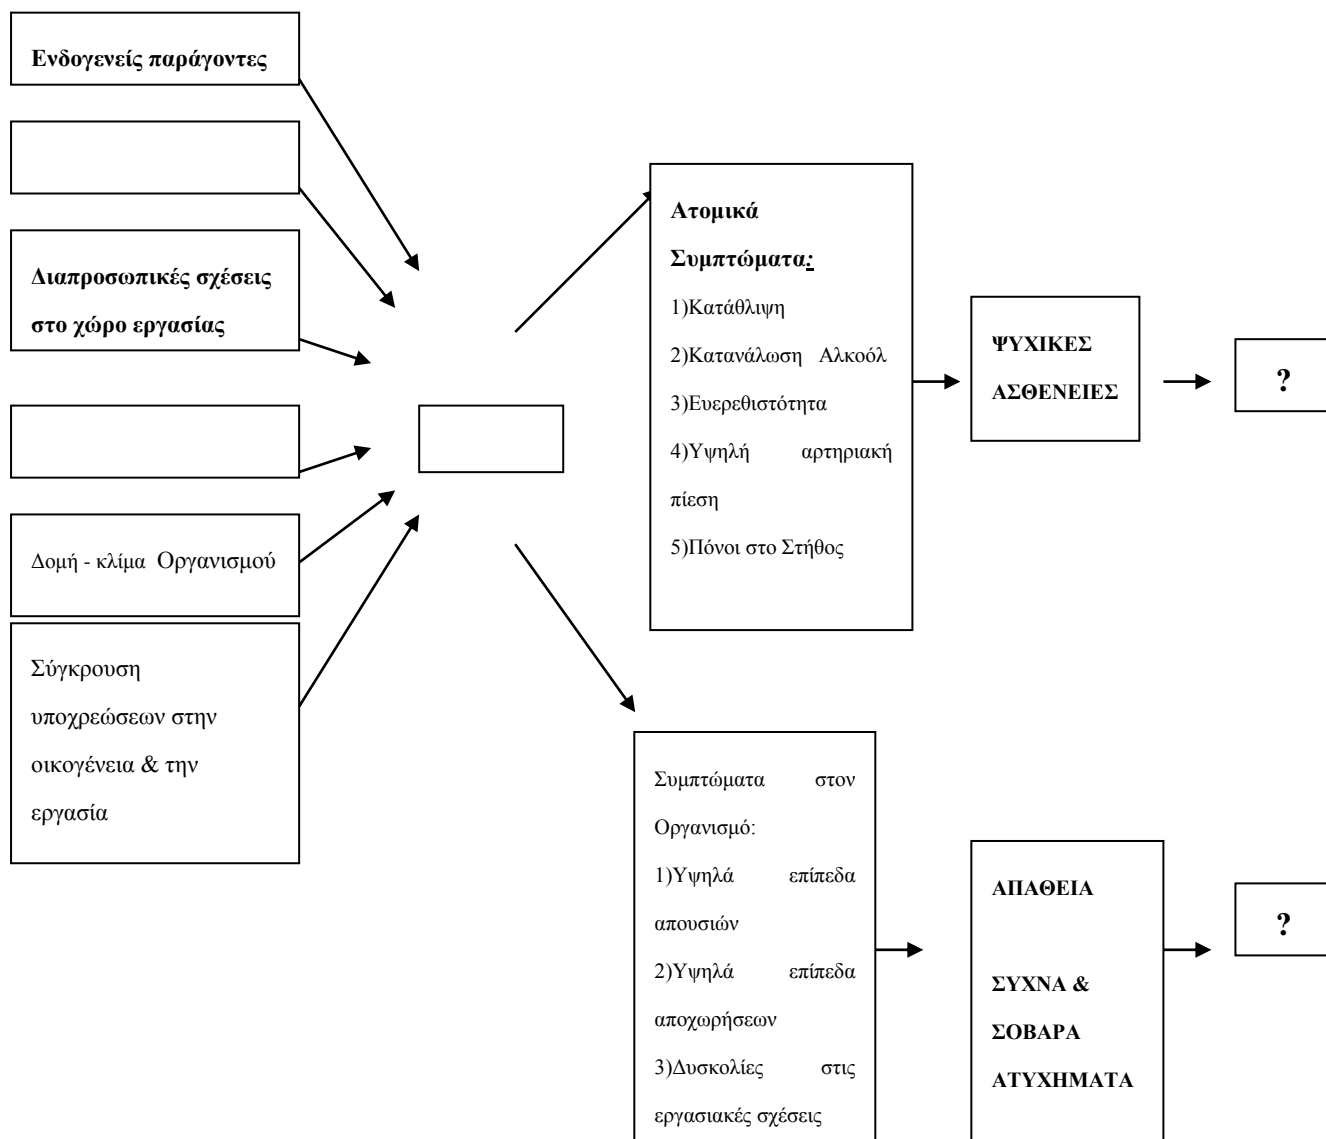 Ενδογενείς παράγοντες
Διαπροσωπικές σχέσεις
στο χώρο εργασίας
Δομή - κλίμα Οργανισμού
Σύγκρουση
υποχρεώσεων στην
οικογένεια & την
εργασία
Ατομικά
Συμπτώματα:
1)Κατάθλιψη
2)Κατανάλωση Αλκοόλ
3)Ευερεθιστότητα
4)Υψηλή αρτηριακή
πίεση
5)Πόνοι στο Στήθος
ΨΥΧΙΚΕΣ
ΑΣΘΕΝΕΙΕΣ
?
Συμπτώματα στον
Οργανισμό:
1)Υψηλά επίπεδα
απουσιών
2)Υψηλά επίπεδα
αποχωρήσεων
3)Δυσκολίες στις
εργασιακές σχέσεις
ΑΠΑΘΕΙΑ
ΣΥΧΝΑ &
ΣΟΒΑΡΑ
ΑΤΥΧΗΜΑΤΑ
?